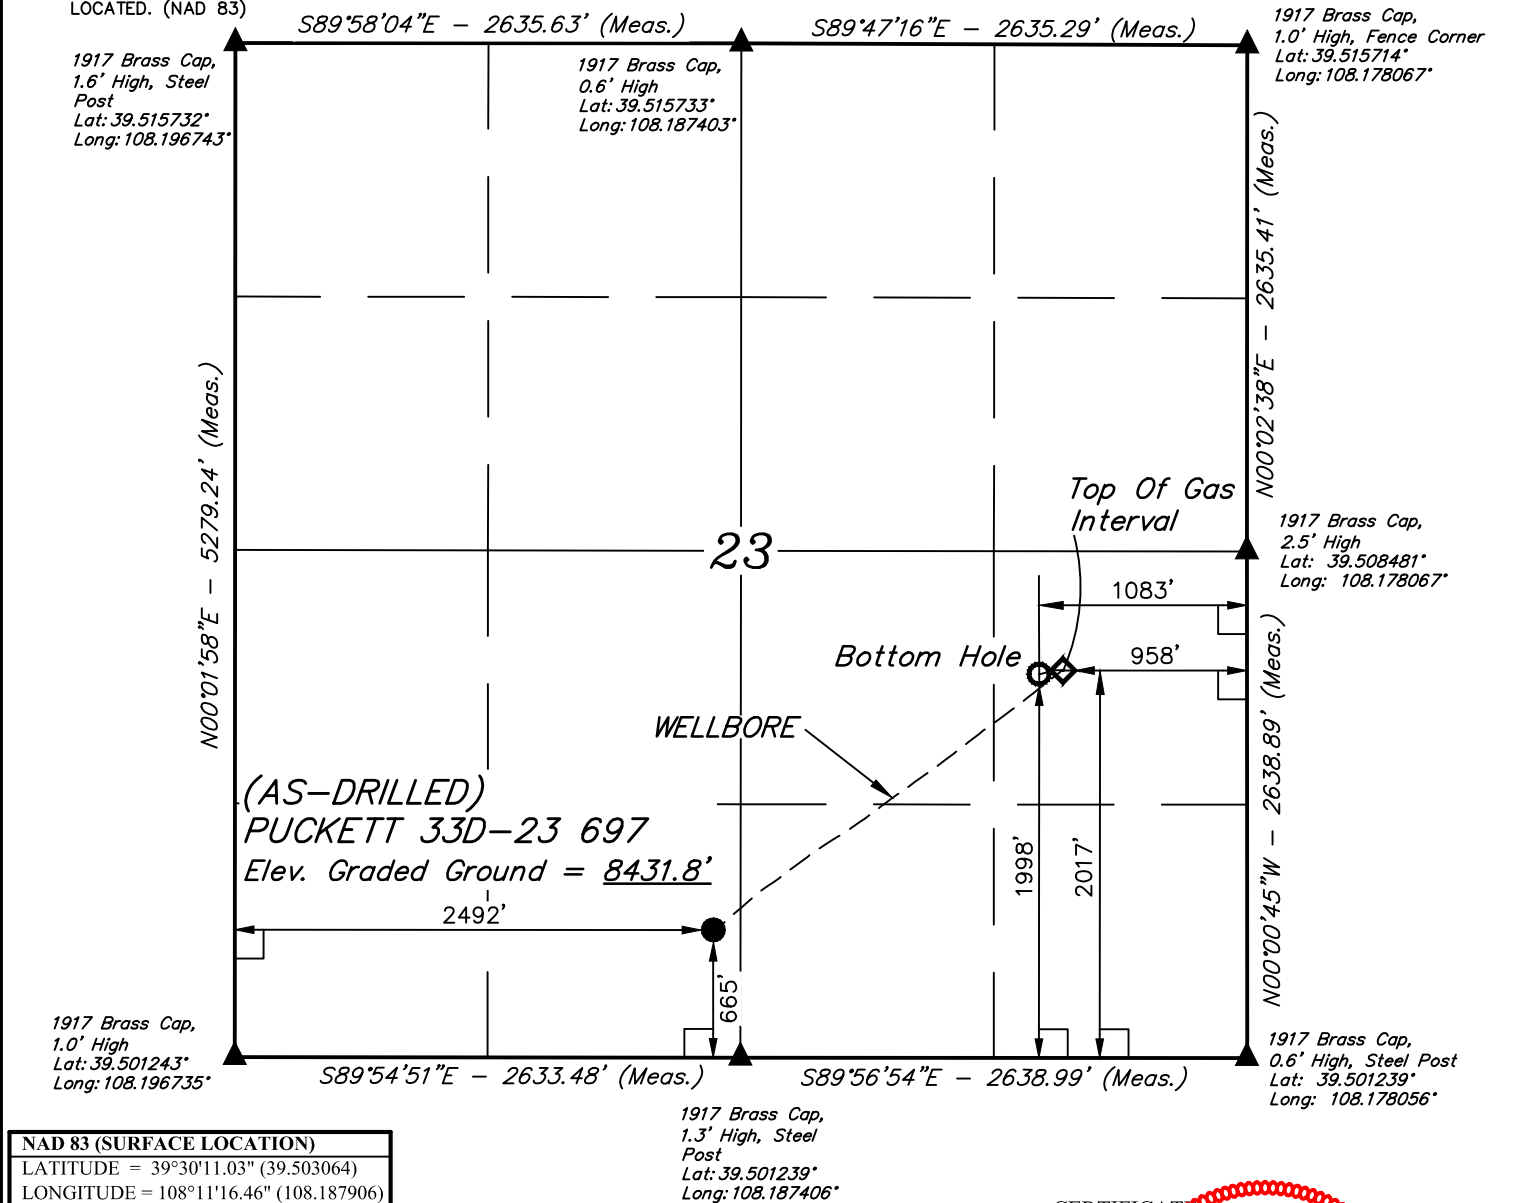 LOCATED. (NAD 83)
S89°58'04"E - 2635.63' (Meas.)
S89°47'16"E - 2635.29' (Meas.)
1917 Brass Cap,
1.0' High, Fence Corner
Lat: 39.515714°
Long: 108.178067°
1917 Brass Cap,
1.6' High, Steel
Post
Lat: 39.515732°
Long: 108.196743°
1917 Brass Cap,
0.6' High
Lat: 39.515733°
Long: 108.187403°
N00°02'38"E - 2635.41' (Meas.)
N00°01'58"E - 5279.24' (Meas.)
Top Of Gas
Interval
23
1917 Brass Cap,
2.5' High
Lat: 39.508481°
Long: 108.178067°
1083'
Bottom Hole
958'
WELLBORE
N00°00'45"W - 2638.89' (Meas.)
(AS-DRILLED)
PUCKETT 33D-23 697
Elev. Graded Ground = 8431.8'
1998'
2017'
2492'
665'
1917 Brass Cap,
1.0' High
Lat: 39.501243°
Long: 108.196735°
S89°54'51"E - 2633.48' (Meas.)
S89°56'54"E - 2638.99' (Meas.)
1917 Brass Cap,
0.6' High, Steel Post
Lat: 39.501239°
Long: 108.178056°
1917 Brass Cap,
1.3' High, Steel
Post
Lat: 39.501239°
Long: 108.187406°
NAD 83 (SURFACE LOCATION)
LATITUDE = 39°30'11.03" (39.503064)
LONGITUDE = 108°11'16.46" (108.187906)